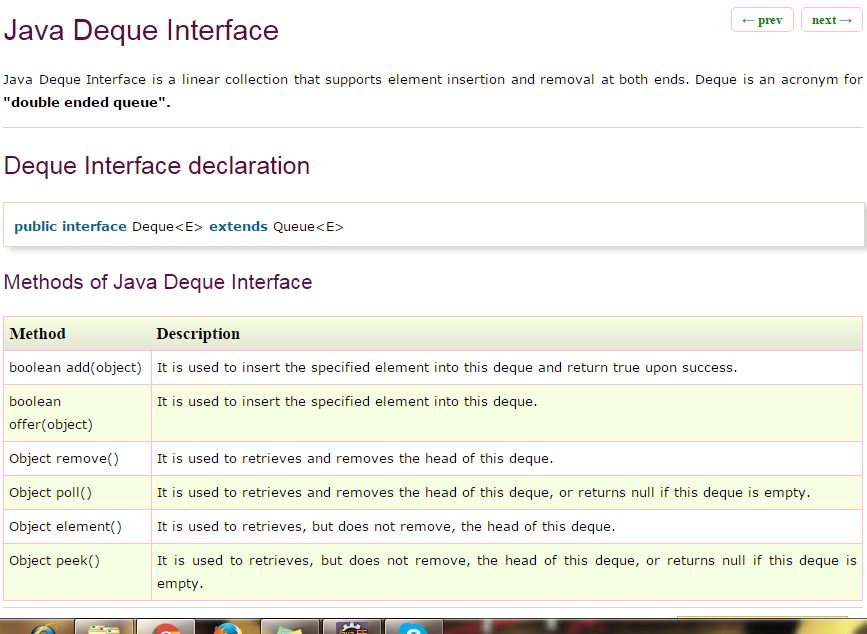 Java Deque Interface
← prev
next →
Java Deque Interface is a linear collection that supports element insertion and removal at both ends. Deque is an acronym for
"double ended queue".
Deque Interface declaration
public interface Deque<E> extends Queue<E>
Methods of Java Deque Interface
Method Description
boolean add(object) It is used to insert the specified element into this deque and return true upon success.
boolean It is used to insert the specified element into this deque.
offer(object)
Object remove() It is used to retrieves and removes the head of this deque.
Object poll() It is used to retrieves and removes the head of this deque, or returns null if this deque is empty.
Object element() It is used to retrieves, but does not remove, the head of this deque.
Object peek() It is used to retrieves, but does not remove, the head of this deque, or returns null if this deque is
empty.